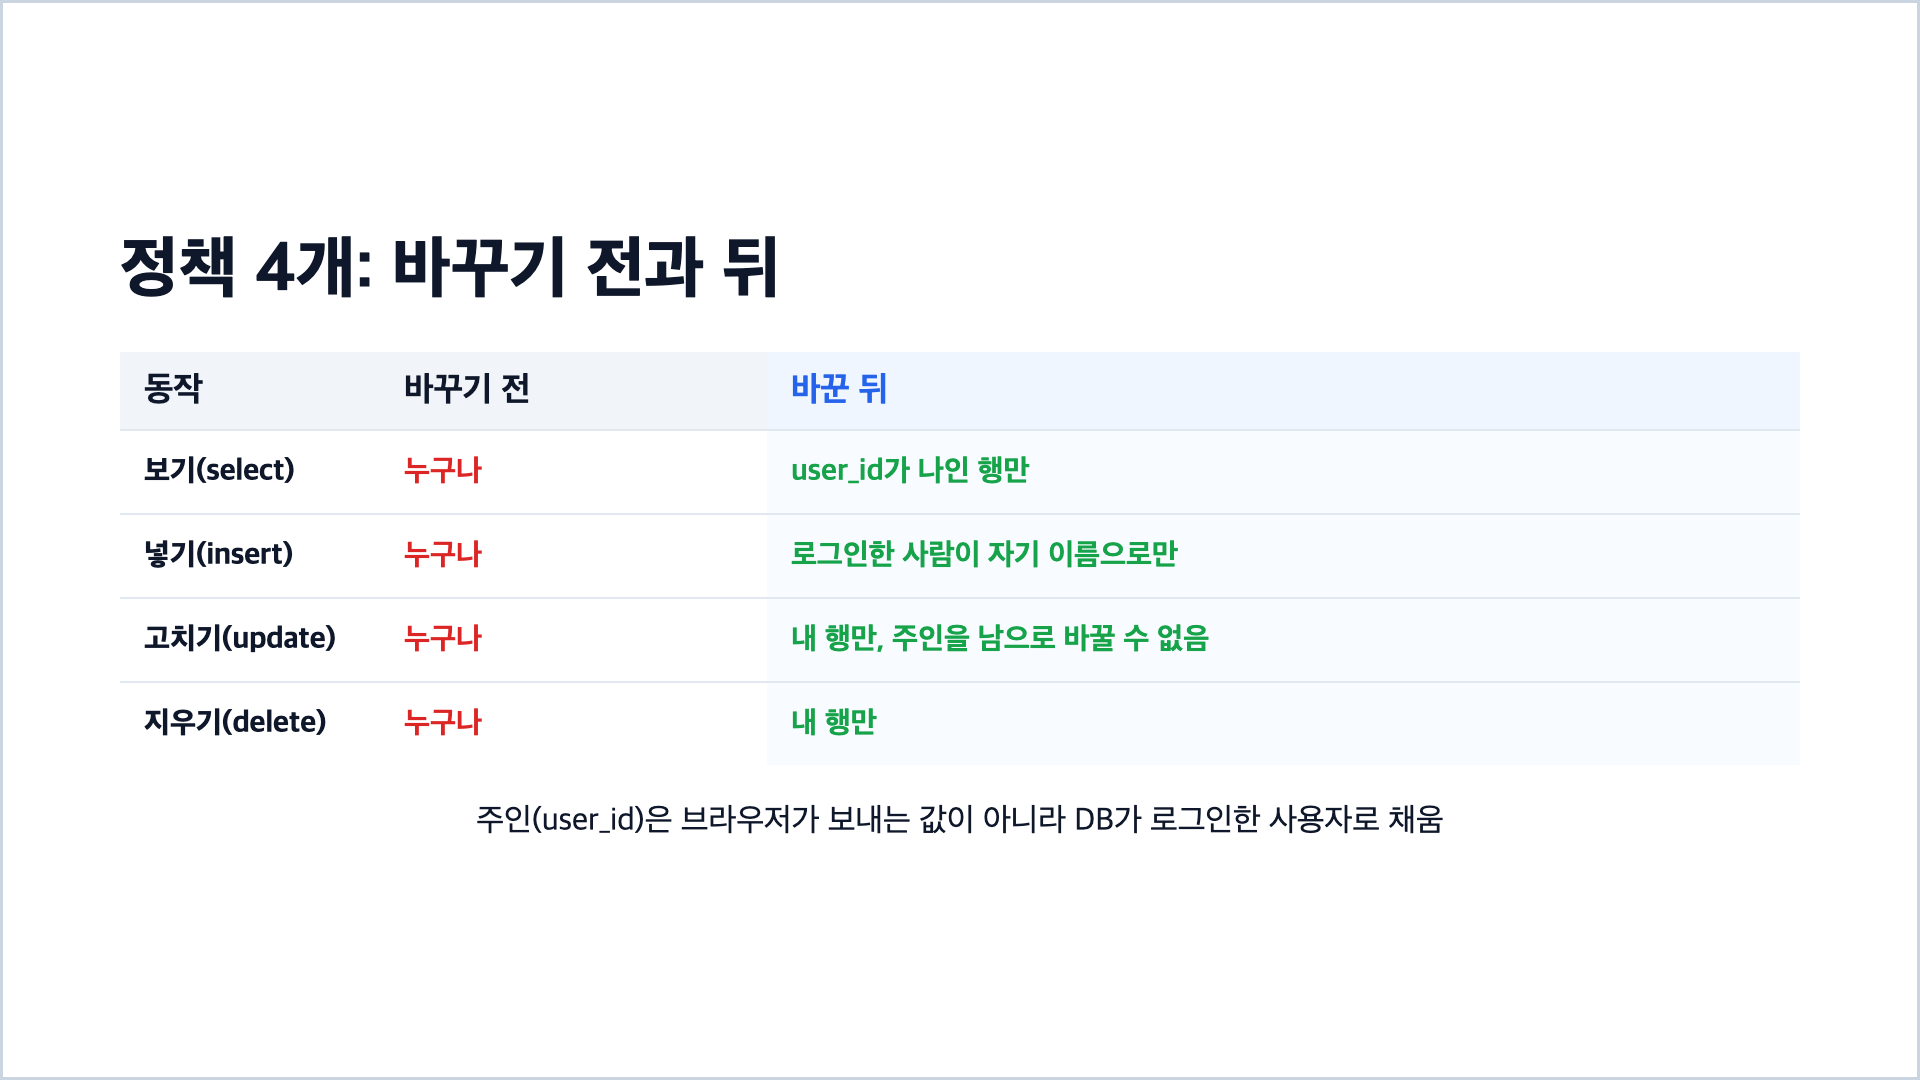 정책 4개: 바꾸기 전과 뒤
동작 바꾸기 전 바꾼 뒤
보기(select) 누구나 user_id가 나인 행만
넣기(insert) 누구나 로그인한 사람이 자기 이름으로만
고치기(update) 누구나 내 행만, 주인을 남으로 바꿀 수 없음
지우기(delete) 누구나 내 행만
주인(user_id)은 브라우저가 보내는 값이 아니라 DB가 로그인한 사용자로 채움